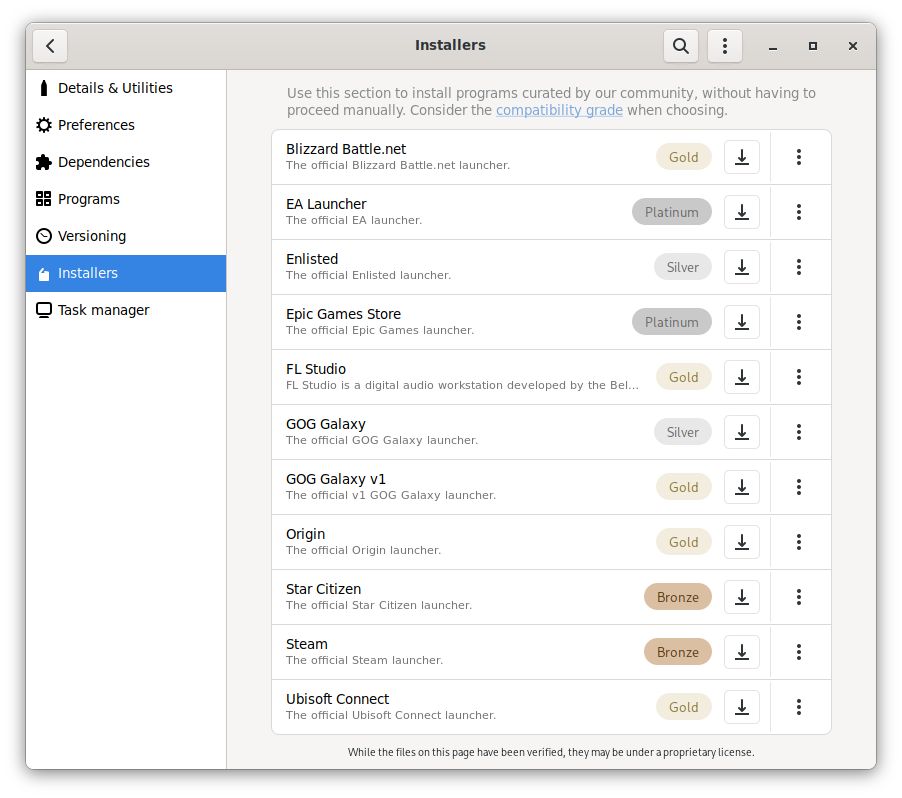 Installers
Details & Utilities
Preferences
Dependencies
Programs
Versioning
Installers
Task manager
Use this section to install programs curated by our community, without having to
proceed manually. Consider the compatibility grade when choosing.
Blizzard Battle.net
The official Blizzard Battle.net launcher.
Gold
EA Launcher
The official EA launcher.
Platinum
Enlisted
The official Enlisted launcher.
Silver
Epic Games Store
The official Epic Games launcher.
Platinum
FL Studio
FL Studio is a digital audio workstation developed by the Bel...
Gold
GOG Galaxy
The official GOG Galaxy launcher.
Silver
GOG Galaxy v1
The official v1 GOG Galaxy launcher.
Gold
Origin
The official Origin launcher.
Gold
Star Citizen
The official Star Citizen launcher.
Bronze
Steam
The official Steam launcher.
Bronze
Ubisoft Connect
The official Ubisoft Connect launcher.
Gold
While the files on this page have been verified, they may be under a proprietary license.